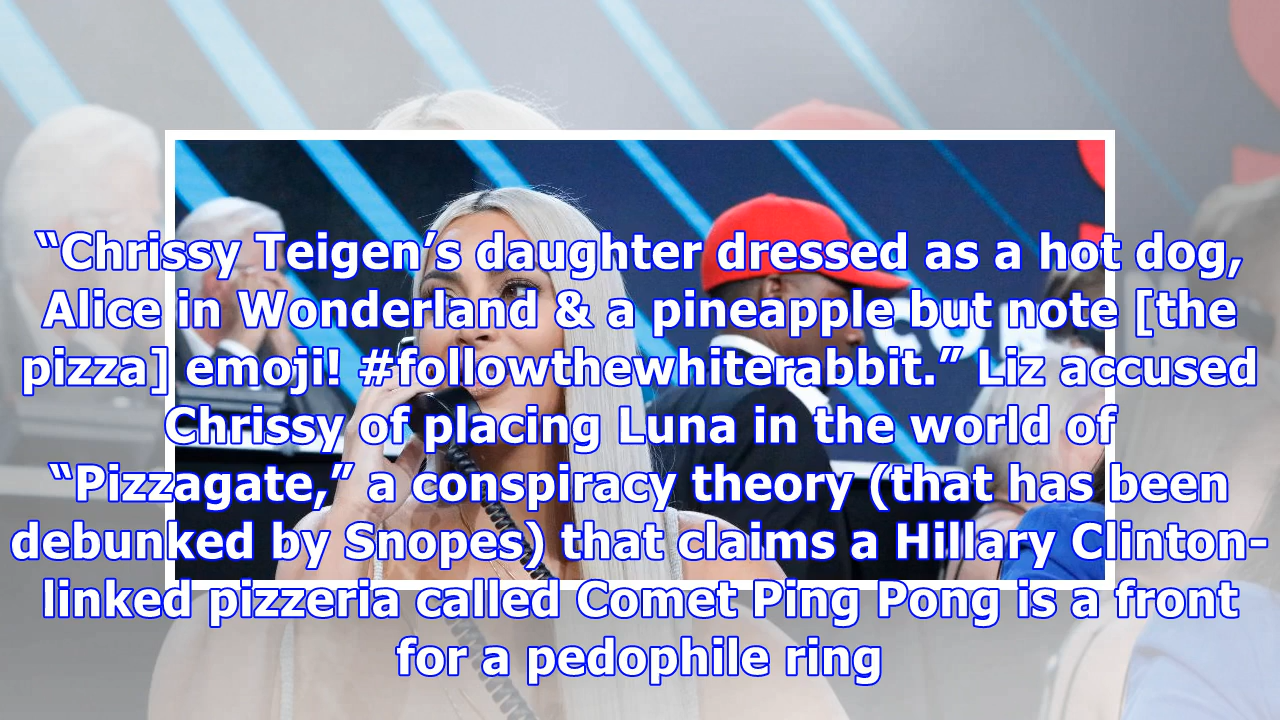 “Chrissy Teigen’s daughter dressed as a hot dog,
Alice in Wonderland & a pineapple but note [the
pizza] emoji! #followthewhiterabbit.” Liz accused
Chrissy of placing Luna in the world of
“Pizzagate,” a conspiracy theory (that has been
debunked by Snopes) that claims a Hillary Clinton-
linked pizzeria called Comet Ping Pong is a front
for a pedophile ring